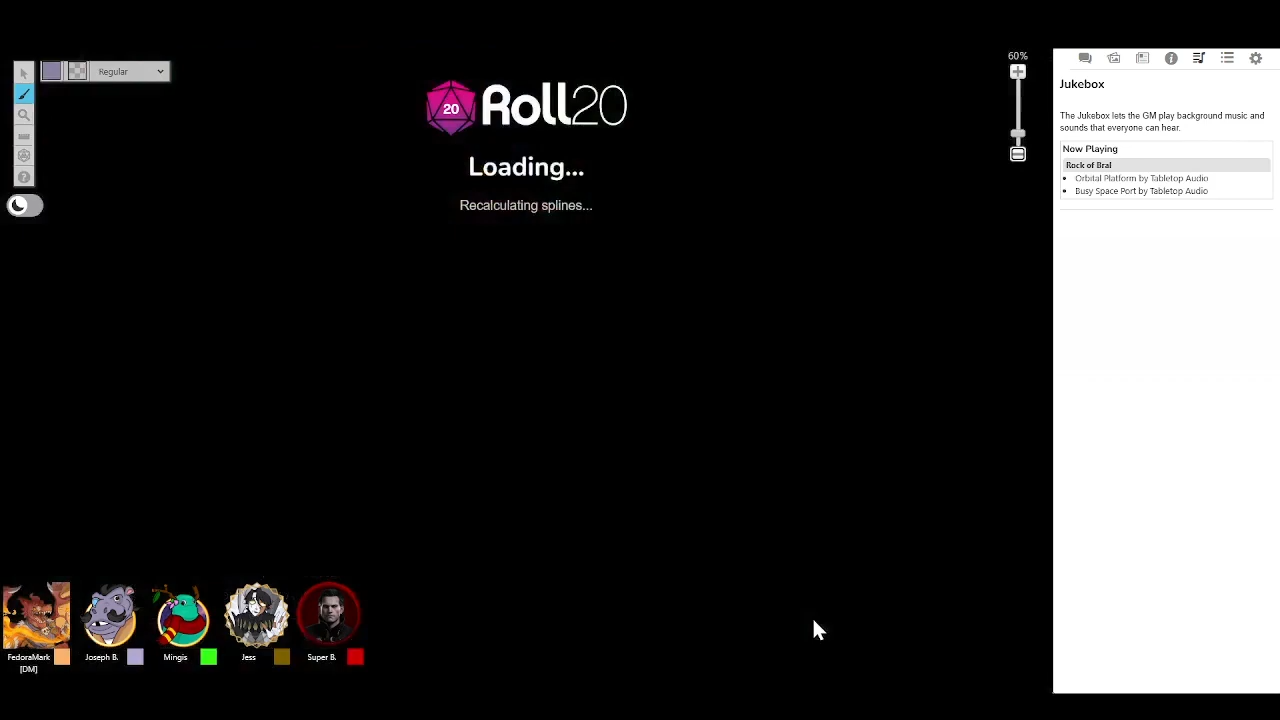 60%
Regular
20
Roll20
Loading...
Recalculating splines...
Jukebox
The Jukebox lets the GM play background music and
sounds that everyone can hear.
Now Playing
Rock of Bral
Orbital Platform by Tabletop Audio
Busy Space Port by Tabletop Audio
FedoraMark
[DM]
Joseph B.
Mingis
Jess
Super B.